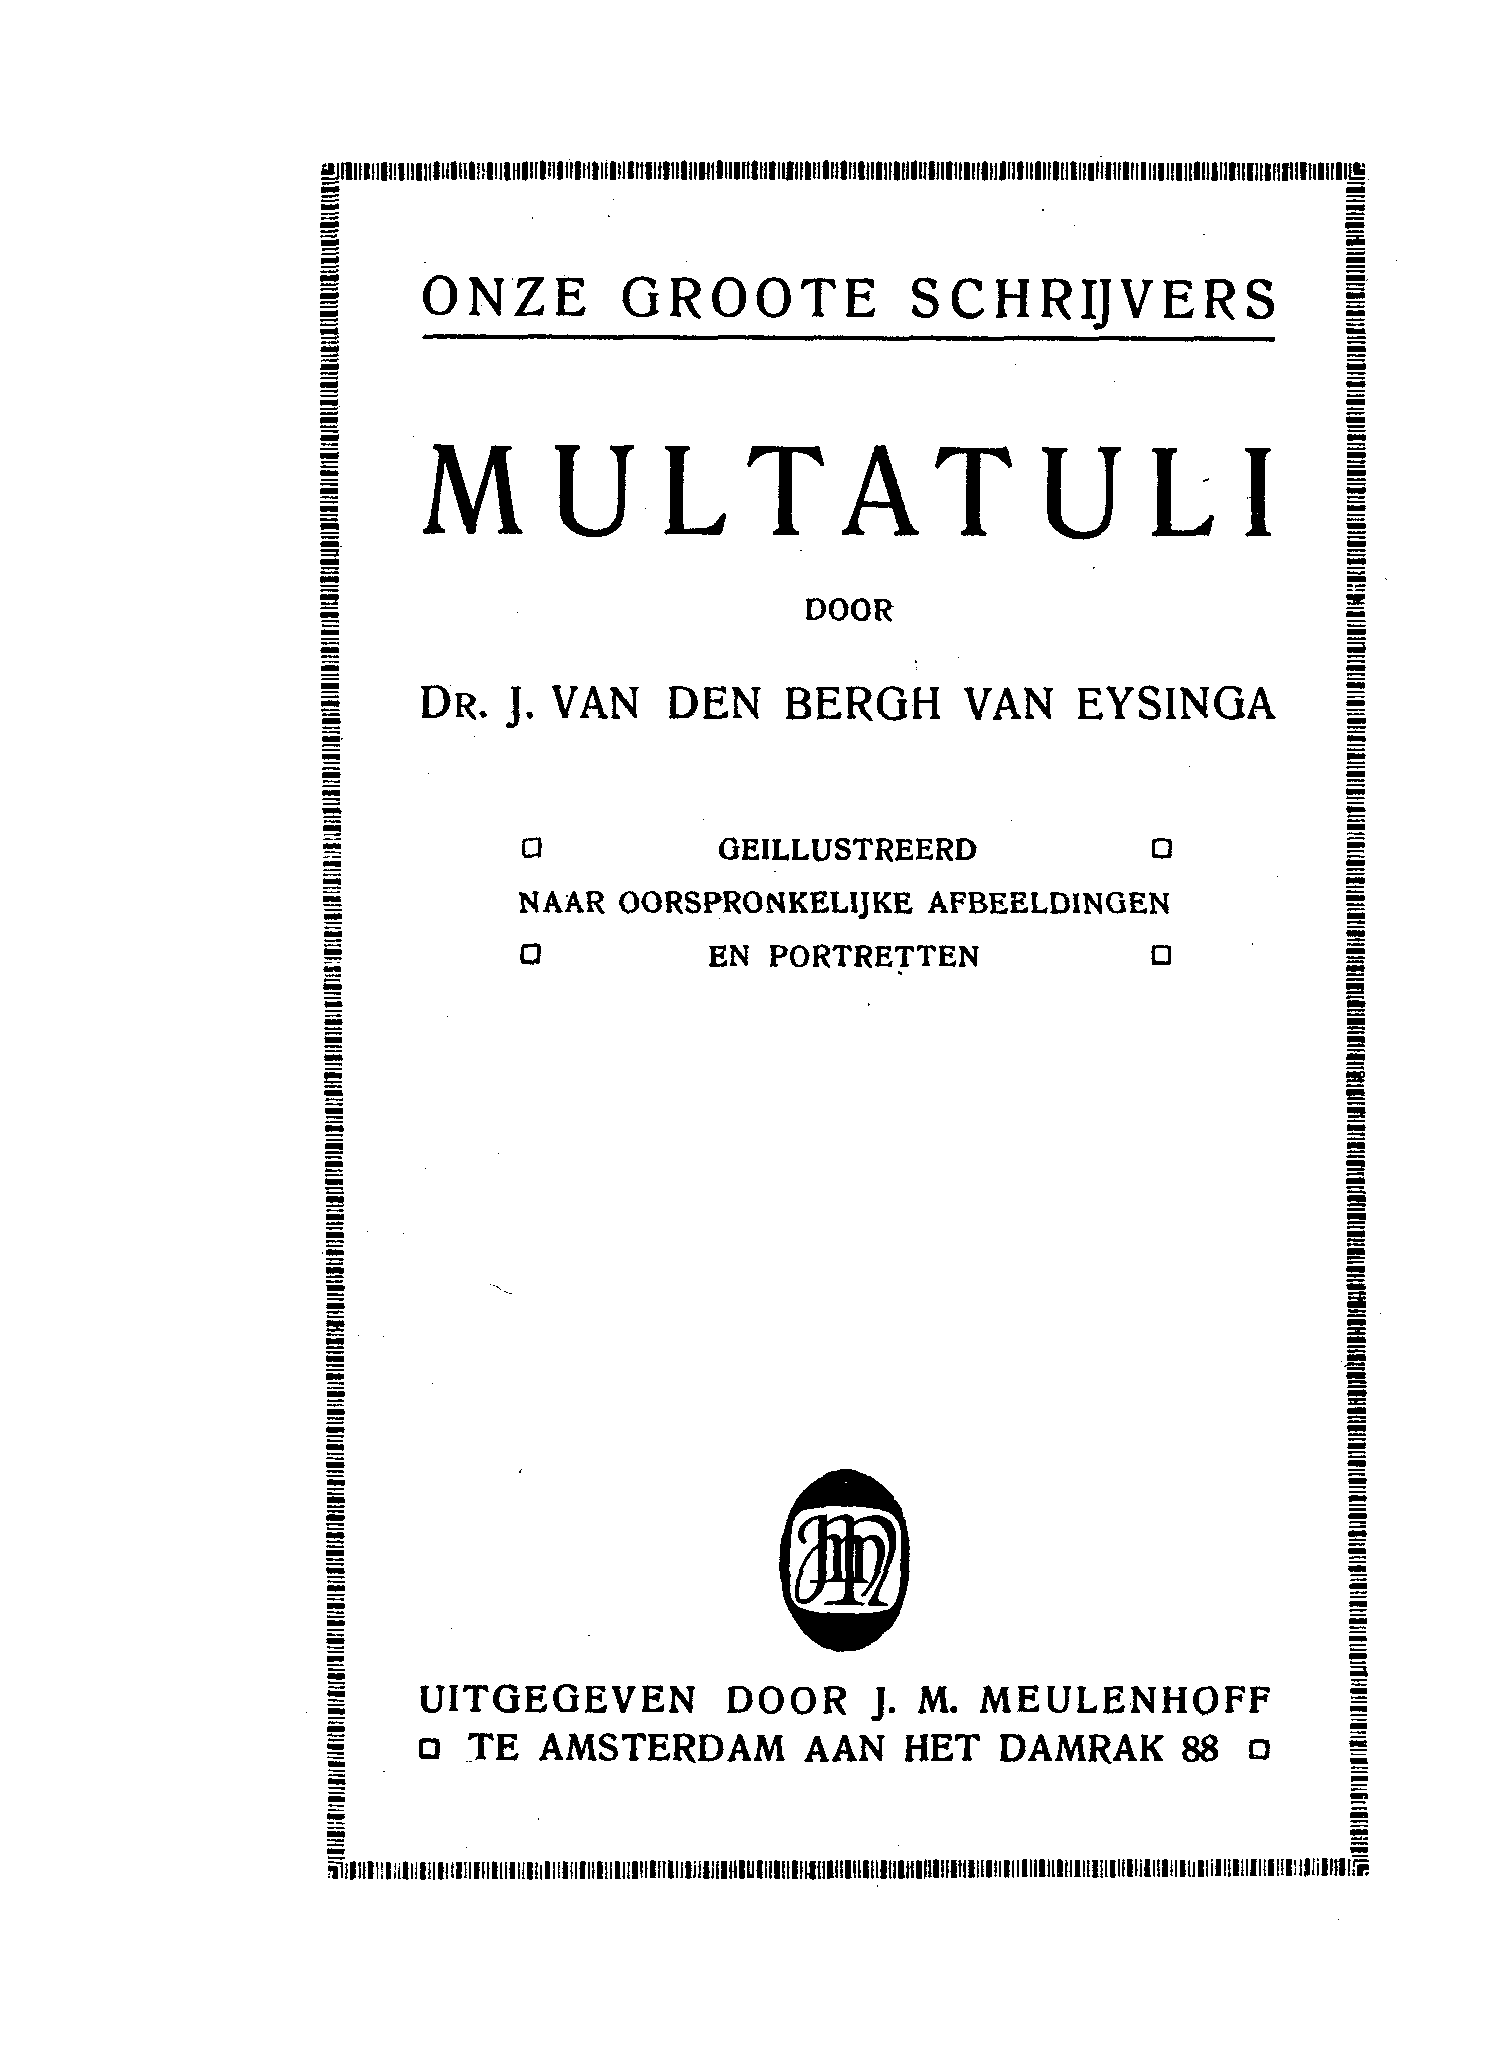 ONZE GROOTE SCHRIJVERS
MULTATULI
DOOR
DR. J. VAN DEN BERGH VAN EYSINGA
GEILLUSTREERD
NAAR OORSPRONKELIJKE AFBEELDINGEN
EN PORTRETTEN
JMM
UITGEGEVEN DOOR J. M. MEULENHOFF
TE AMSTERDAM AAN HET DAMRAK 88